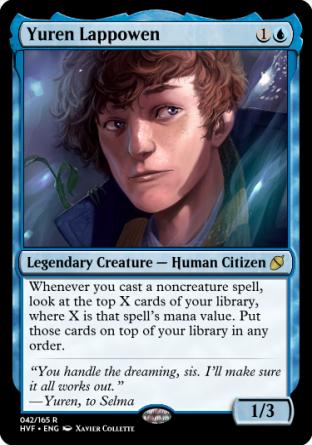 Yuren Lappowen 1
Legendary Creature — Human Citizen
Whenever you cast a noncreature spell,
look at the top X cards of your library,
where X is that spell's mana value. Put
those cards on top of your library in any
order.
“You handle the dreaming, sis. I'll make sure
it all works out.”
—Yuren, to Selma
1/3
042/165 R
HVF • ENG XAVIER COLLETTE